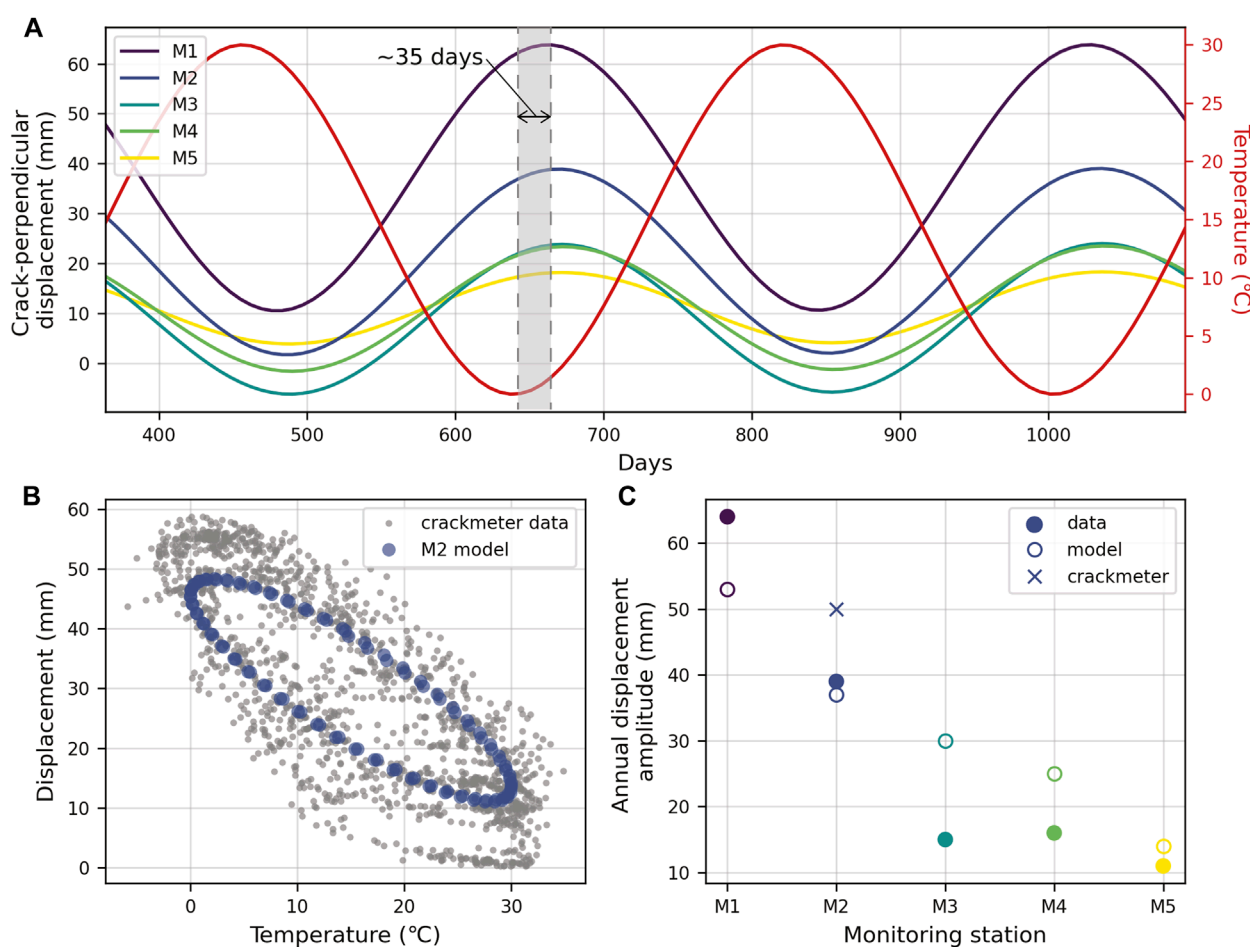 A
M1
M2
M3
M4
M5
~35 days
Crack-perpendicular
displacement (mm)
60
50
40
30
20
10
0
30
25
20
15
10
5
0
Temperature
(°C)
400
500
600
700
800
900
1000
Days
B
crackmeter data
M2 model
Displacement (mm)
60
50
40
30
20
10
0
0
10
20
30
Temperature (°C)
C
data
model
crackmeter
Annual displacement
amplitude (mm)
60
50
40
30
20
10
M1
M2
M3
M4
M5
Monitoring station